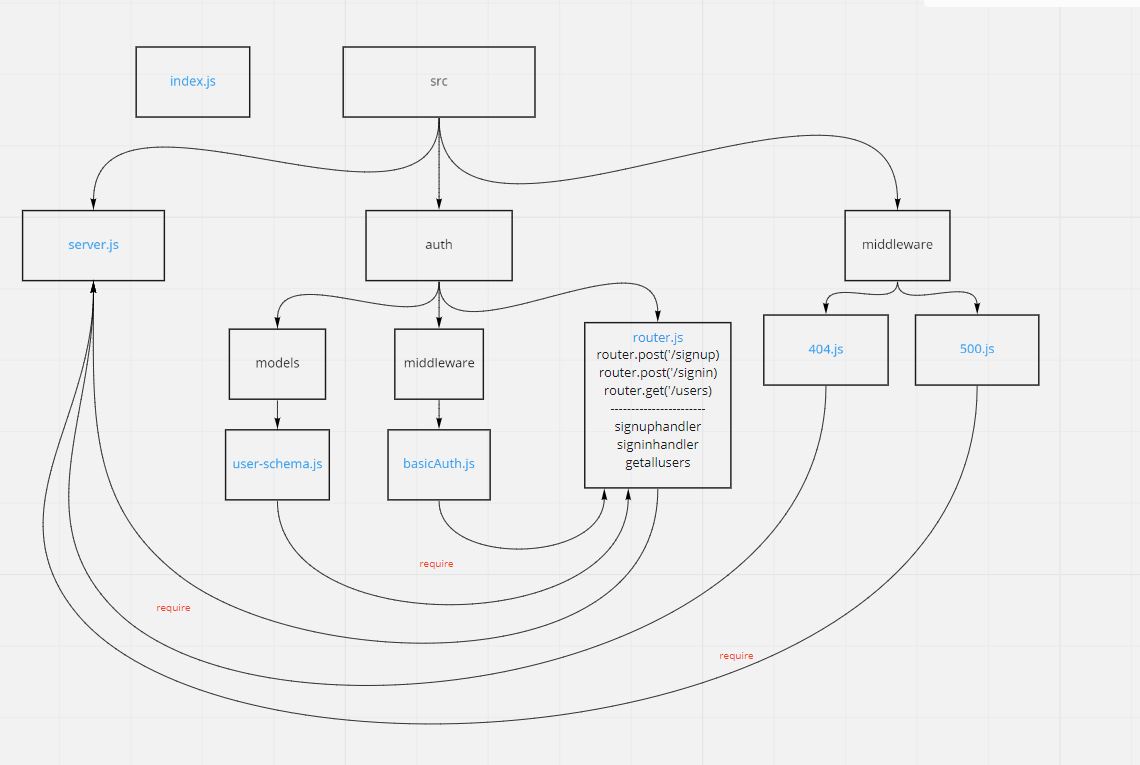 index.js
src
server.js
auth
middleware
models
middleware
router.js
router.post('/signup)
router.post('/signin)
router.get('/users)
-----------------------
signuphandler
signinhandler
getallusers
404.js
500.js
user-schema.js
basicAuth.js
require
require
require